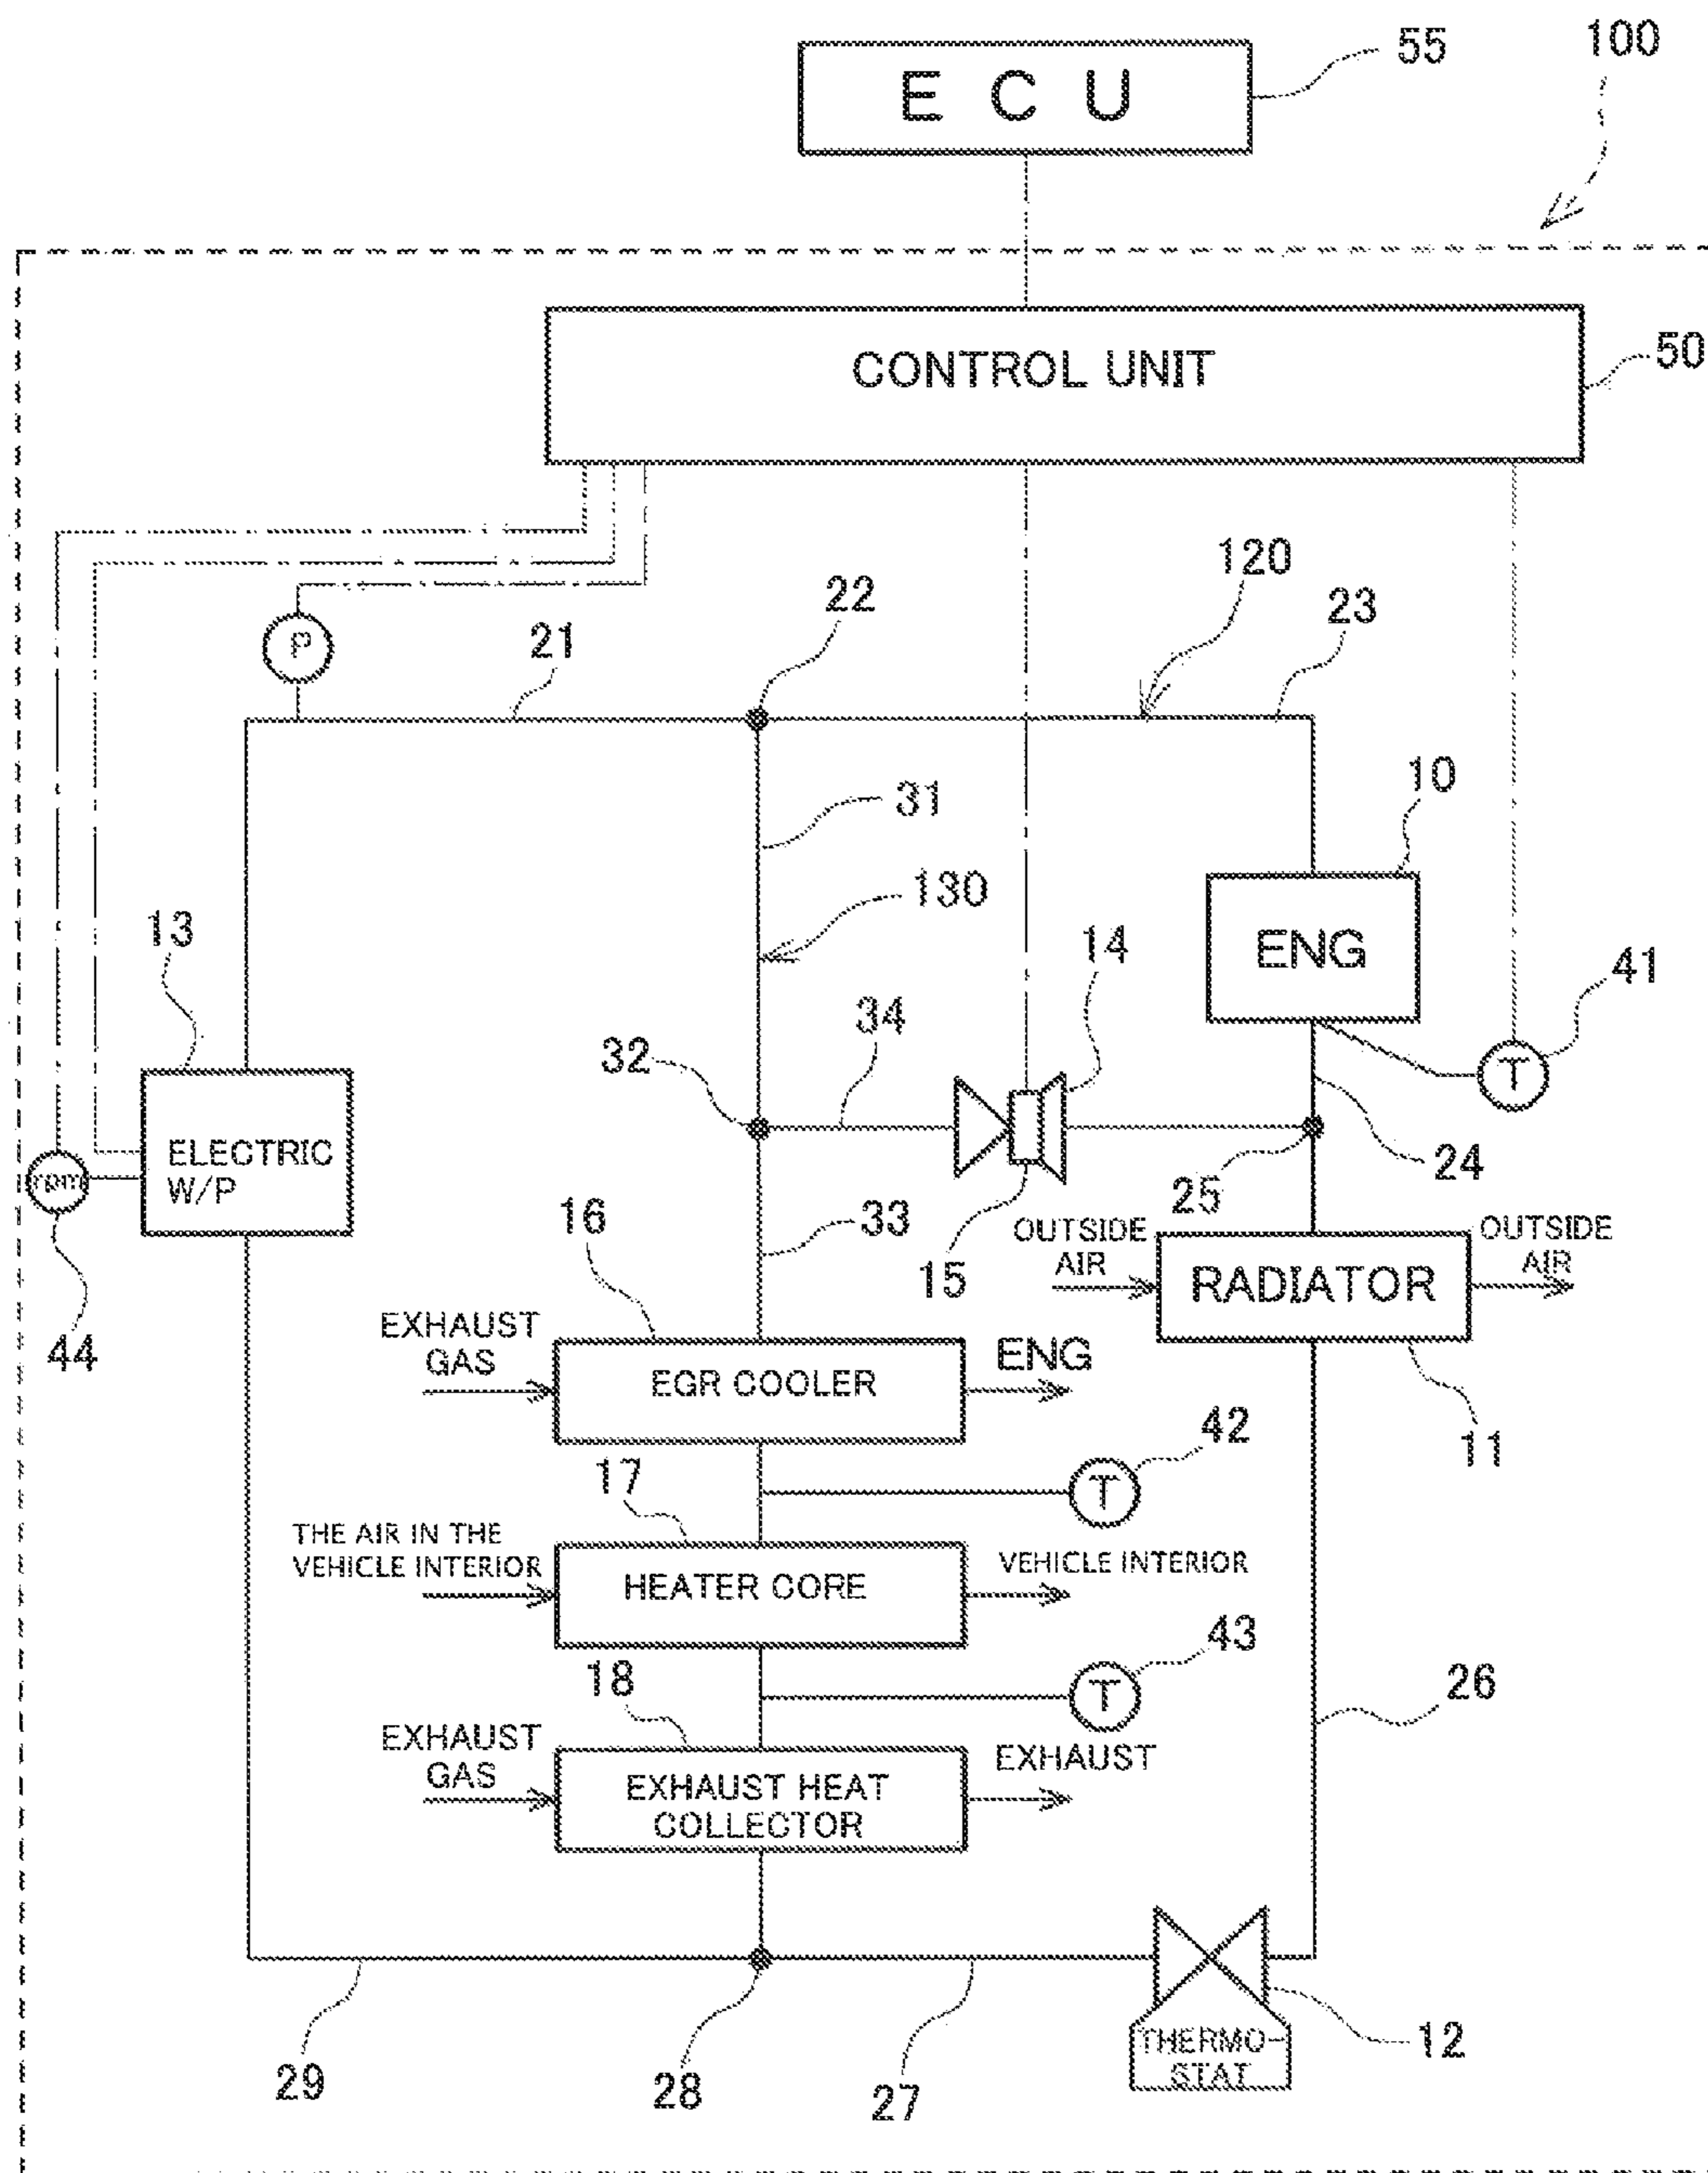 100
55
E C U
50
CONTROL UNIT
120
22
23
21
P
10
31
130
14
13
ENG
41
34
32
T
24
ELECTRIC
W/P
rpm
25
16
33
OUTSIDE
AIR
OUTSIDE
AIR
15
RADIATOR
EXHAUST
GAS
ENG
44
EGR COOLER
42
11
17
T
THE AIR IN THE
VEHICLE INTERIOR
VEHICLE INTERIOR
HEATER CORE
43
18
26
T
EXHAUST
GAS
EXHAUST
EXHAUST HEAT
COLLECTOR
12
THERMO-
STAT
29
28
27